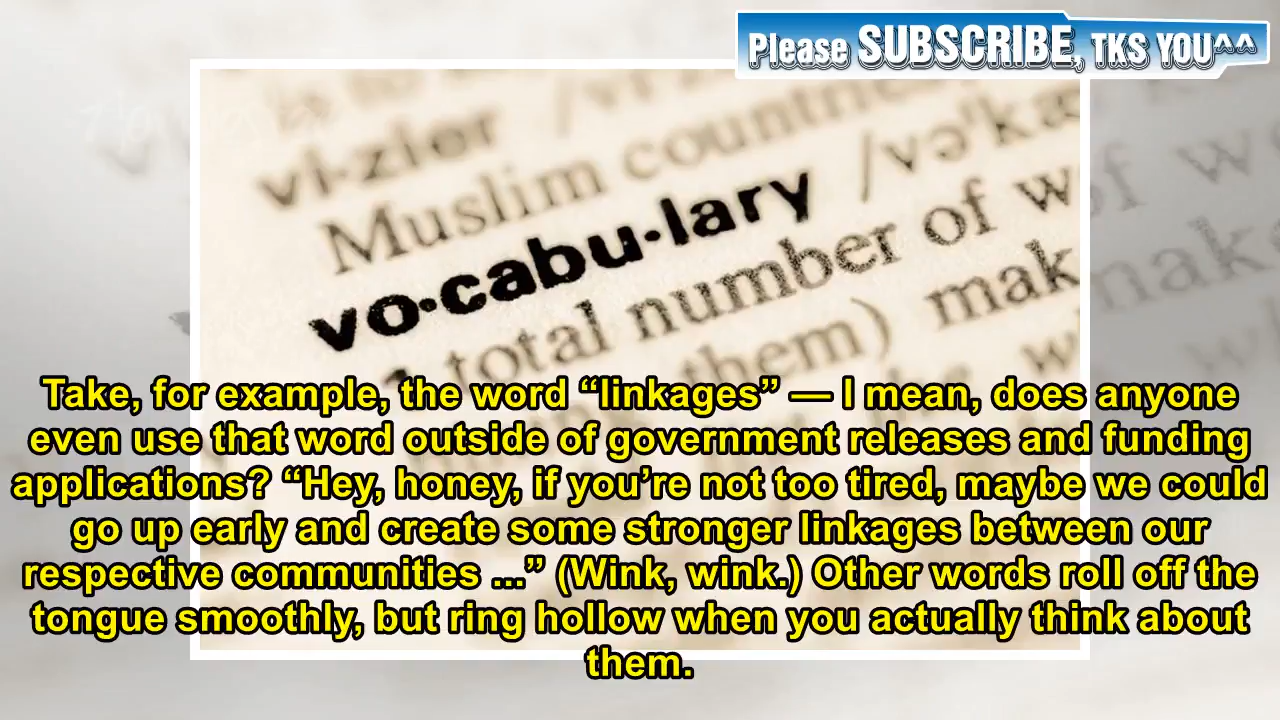 Please SUBSCRIBE, TKS YOU^^
vi·zier
Muslim countries
vo·cabu·lary /və'kæ
total number of w
them) mak
Take, for example, the word “linkages” — I mean, does anyone
even use that word outside of government releases and funding
applications? “Hey, honey, if you’re not too tired, maybe we could
go up early and create some stronger linkages between our
respective communities ...” (Wink, wink.) Other words roll off the
tongue smoothly, but ring hollow when you actually think about
them.